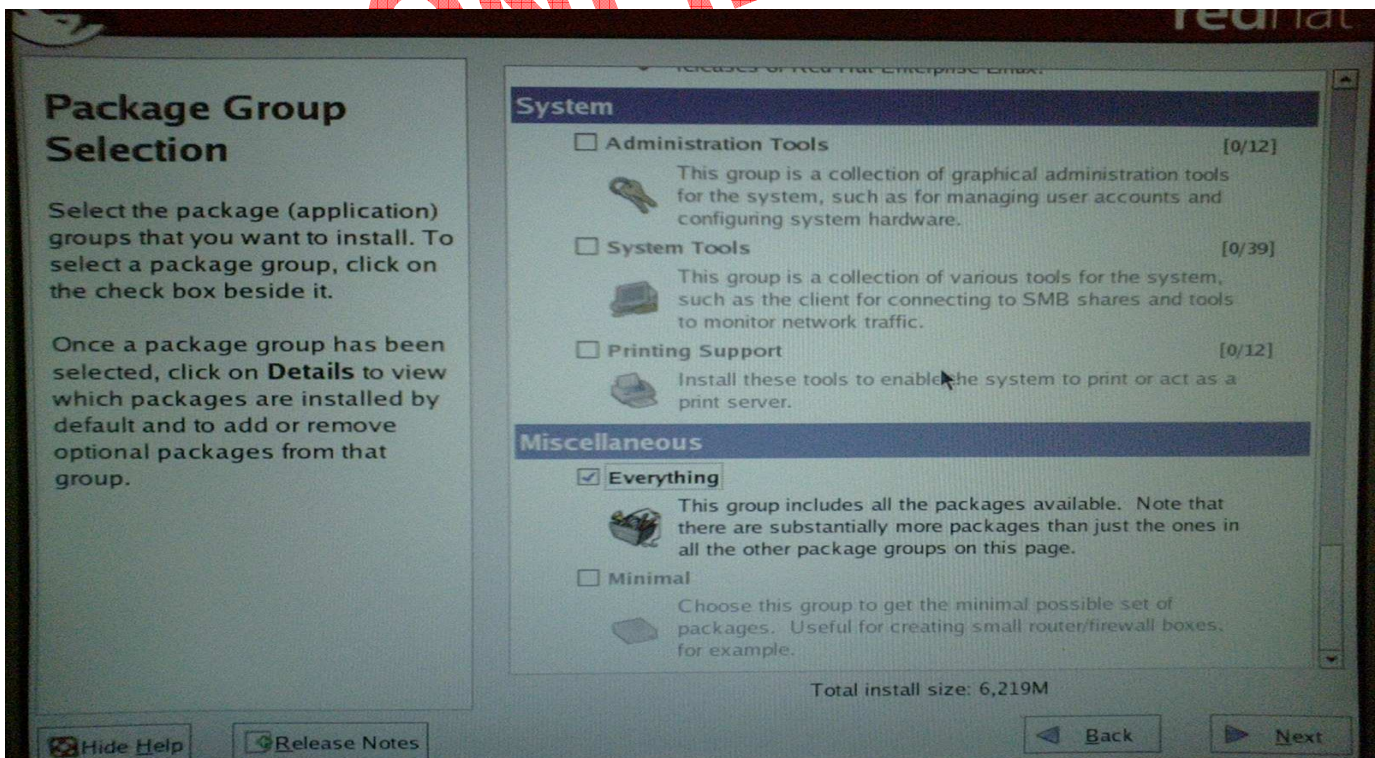 redhat
Package Group
Selection
Select the package (application)
groups that you want to install. To
select a package group, click on
the check box beside it.
Once a package group has been
selected, click on Details to view
which packages are installed by
default and to add or remove
optional packages from that
group.
releases of Red Hat Enterprise Linux.
System
Administration Tools [0/12]
This group is a collection of graphical administration tools
for the system, such as for managing user accounts and
configuring system hardware.
System Tools [0/39]
This group is a collection of various tools for the system,
such as the client for connecting to SMB shares and tools
to monitor network traffic.
Printing Support [0/12]
Install these tools to enable the system to print or act as a
print server.
Miscellaneous
Everything
This group includes all the packages available. Note that
there are substantially more packages than just the ones in
all the other package groups on this page.
Minimal
Choose this group to get the minimal possible set of
packages. Useful for creating small router/firewall boxes,
for example.
Total install size: 6,219M
Hide Help
Release Notes
Back
Next